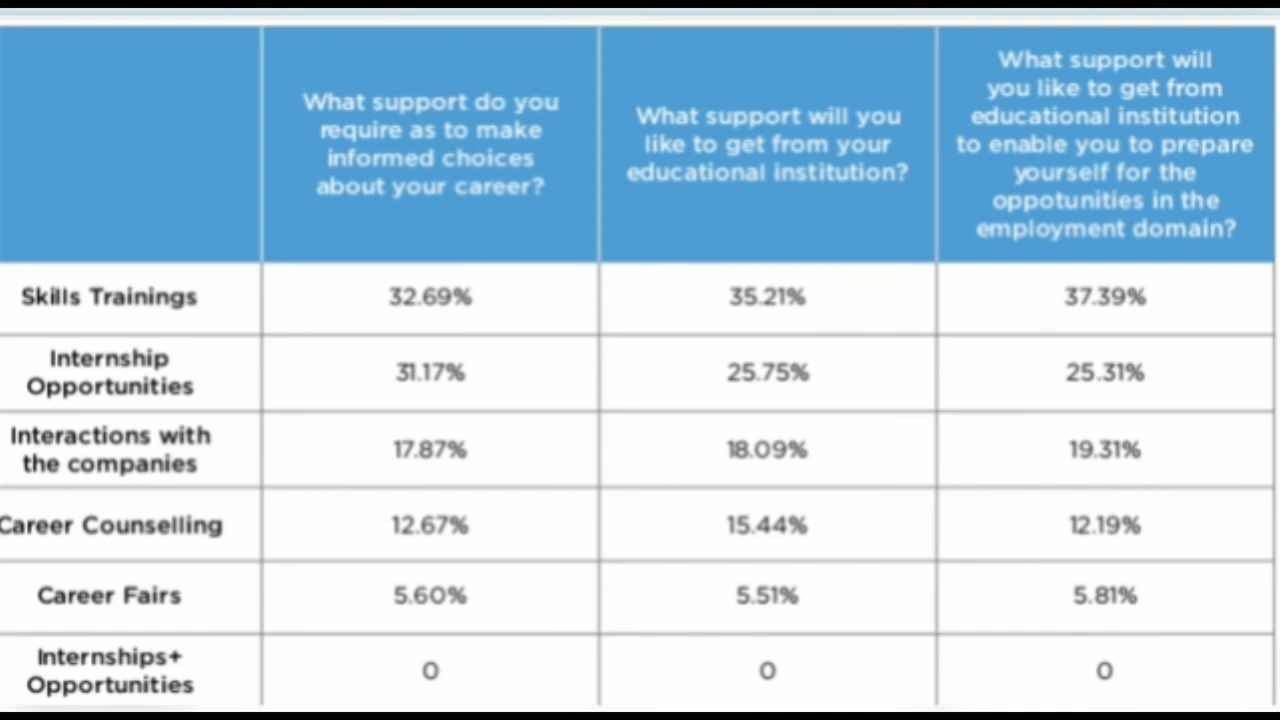 What support do you
require as to make
informed choices
about your career?
What support will you
like to get from your
educational institution?
What support will
you like to get from
educational institution
to enable you to prepare
yourself for the
oppotunities in the
employment domain?
Skills Trainings
32.69%
35.21%
37.39%
Internship
Opportunities
31.17%
25.75%
25.31%
Interactions with
the companies
17.87%
18.09%
19.31%
Career Counselling
12.67%
15.44%
12.19%
Career Fairs
5.60%
5.51%
5.81%
Internships+
Opportunities
0
0
0